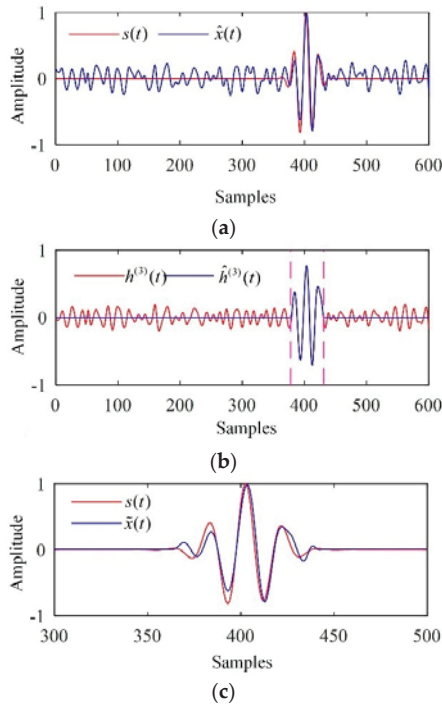 1
s(t) x̂(t)
Amplitude
0
-1
0 100 200 300 400 500 600
Samples
(a)
1
h⁽³⁾(t) ĥ⁽³⁾(t)
Amplitude
0
-1
0 100 200 300 400 500 600
Samples
(b)
1
s(t)
x̃(t)
Amplitude
0
-1
300 350 400 450 500
Samples
(c)